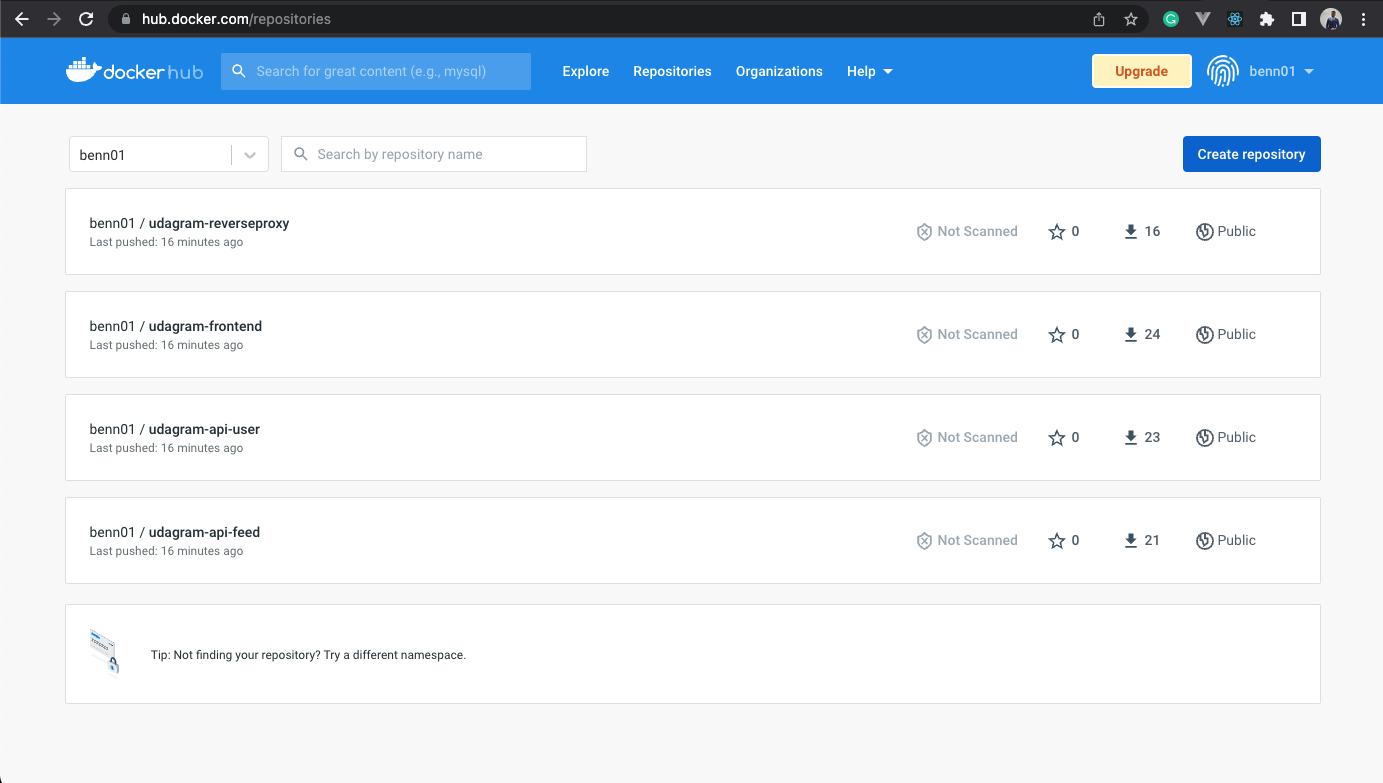 hub.docker.com/repositories
docker hub
Search for great content (e.g., mysql)
Explore
Repositories
Organizations
Help
Upgrade
benn01
benn01
Search by repository name
Create repository
benn01 / udagram-reverseproxy
Last pushed: 16 minutes ago
Not Scanned
0
16
Public
benn01 / udagram-frontend
Last pushed: 16 minutes ago
Not Scanned
0
24
Public
benn01 / udagram-api-user
Last pushed: 16 minutes ago
Not Scanned
0
23
Public
benn01 / udagram-api-feed
Last pushed: 16 minutes ago
Not Scanned
0
21
Public
Tip: Not finding your repository? Try a different namespace.